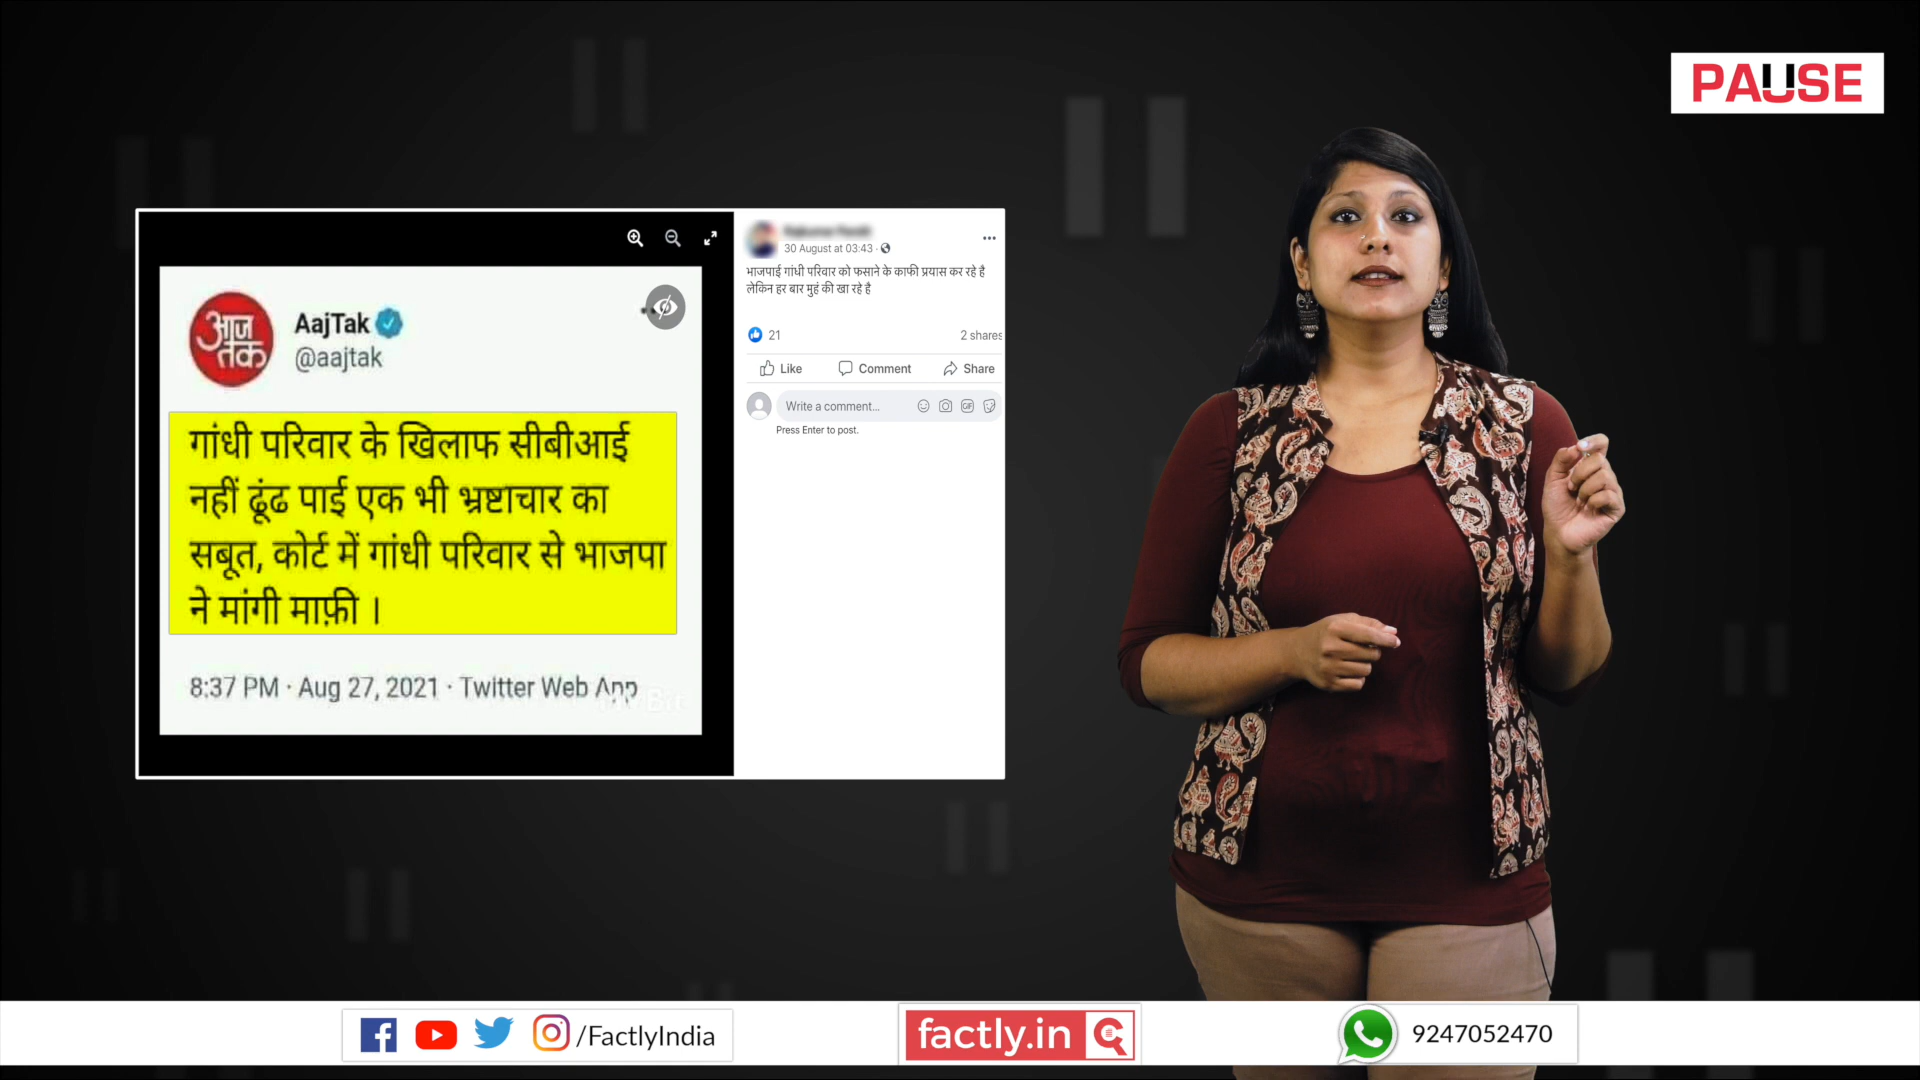 PAUSE
आज
तक
AajTak
@aajtak
गांधी परिवार के खिलाफ सीबीआई
नहीं ढूंढ पाई एक भी भ्रष्टाचार का
सबूत, कोर्ट में गांधी परिवार से भाजपा
ने मांगी माफ़ी ।
8:37 PM · Aug 27, 2021 · Twitter Web App
30 August at 03:43 ·
भाजपाई गांधी परिवार को फसाने के काफी प्रयास कर रहे है
लेकिन हर बार मुहं की खा रहे है
21
2 shares
Like Comment Share
Write a comment...
GIF
Press Enter to post.
/FactlyIndia
factly.in
9247052470